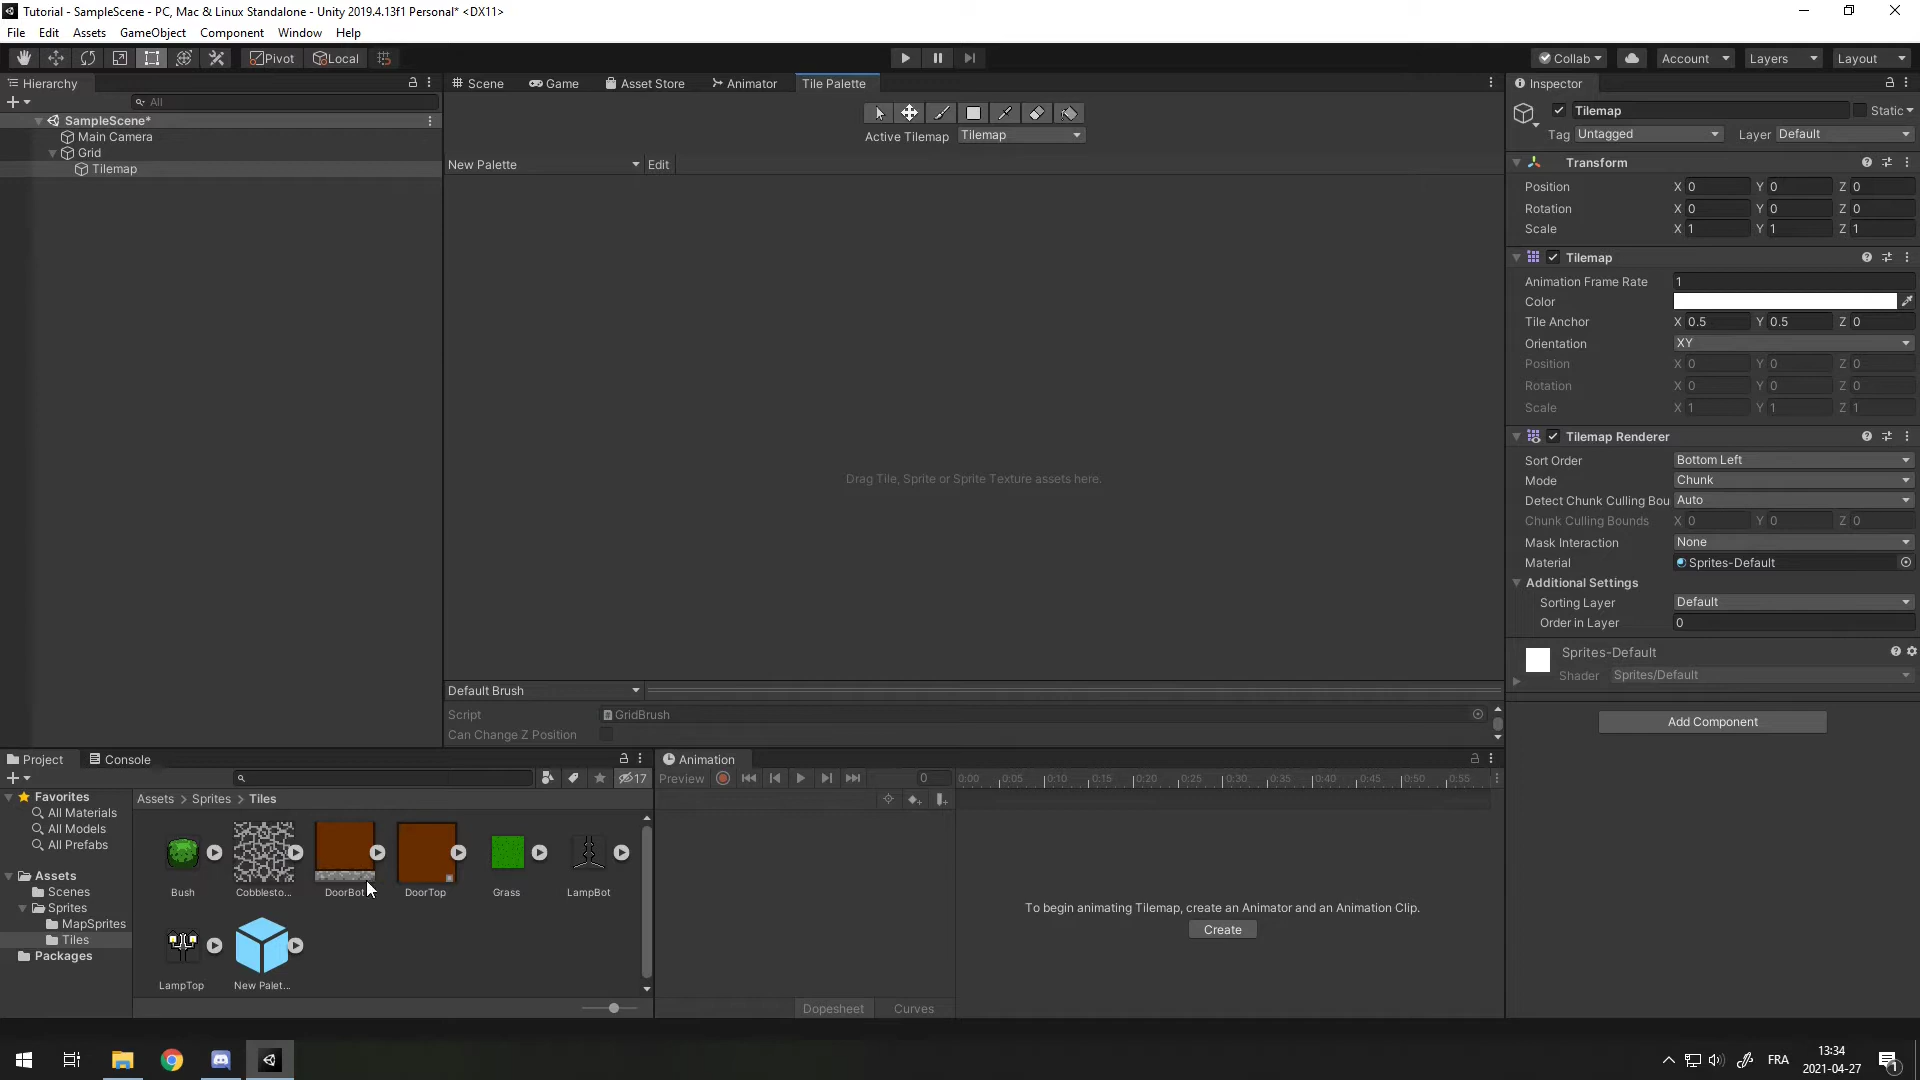 Tutorial - SampleScene - PC, Mac & Linux Standalone - Unity 2019.4.13f1 Personal* <DX11>
File Edit Assets GameObject Component Window Help
Pivot Local Collab Account Layers Layout
Hierarchy
All
SampleScene*
Main Camera
Grid
Tilemap
Scene Game Asset Store Animator Tile Palette
Active Tilemap Tilemap
New Palette Edit
Drag Tile, Sprite or Sprite Texture assets here.
Default Brush
Script GridBrush
Can Change Z Position
Inspector
Tilemap Static
Tag Untagged Layer Default
Transform
Position X 0 Y 0 Z 0
Rotation X 0 Y 0 Z 0
Scale X 1 Y 1 Z 1
Tilemap
Animation Frame Rate 1
Color
Tile Anchor X 0.5 Y 0.5 Z 0
Orientation XY
Position X 0 Y 0 Z 0
Rotation X 0 Y 0 Z 0
Scale X 1 Y 1 Z 1
Tilemap Renderer
Sort Order Bottom Left
Mode Chunk
Detect Chunk Culling Bou Auto
Chunk Culling Bounds X 0 Y 0 Z 0
Mask Interaction None
Material Sprites-Default
Additional Settings
Sorting Layer Default
Order in Layer 0
Sprites-Default
Shader Sprites/Default
Add Component
Project Console
17
Favorites
All Materials
All Models
All Prefabs
Assets
Scenes
Sprites
MapSprites
Tiles
Packages
Assets > Sprites > Tiles
Bush Cobblesto... DoorBot DoorTop Grass LampBot
LampTop New Palet...
Animation
Preview 0 0:00 0:05 0:10 0:15 0:20 0:25 0:30 0:35 0:40 0:45 0:50 0:55
To begin animating Tilemap, create an Animator and an Animation Clip.
Create
Dopesheet Curves
FRA
13:34
2021-04-27
1